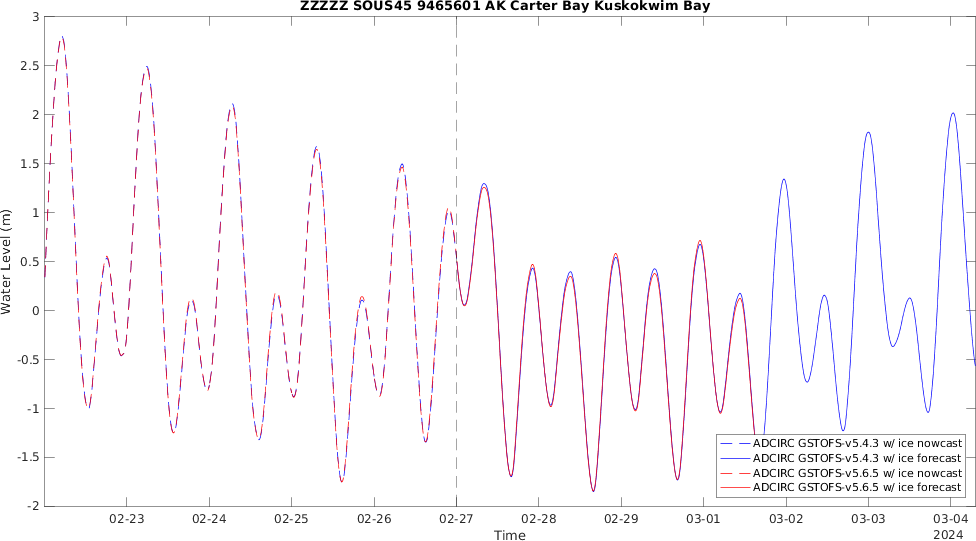 ZZZZZ SOUS45 9465601 AK Carter Bay Kuskokwim Bay
3
2.5
2
1.5
1
0.5
0
-0.5
-1
-1.5
-2
Water Level (m)
ADCIRC GSTOFS-v5.4.3 w/ ice nowcast
ADCIRC GSTOFS-v5.4.3 w/ ice forecast
ADCIRC GSTOFS-v5.6.5 w/ ice nowcast
ADCIRC GSTOFS-v5.6.5 w/ ice forecast
02-23 02-24 02-25 02-26 02-27 02-28 02-29 03-01 03-02 03-03 03-04
Time
2024